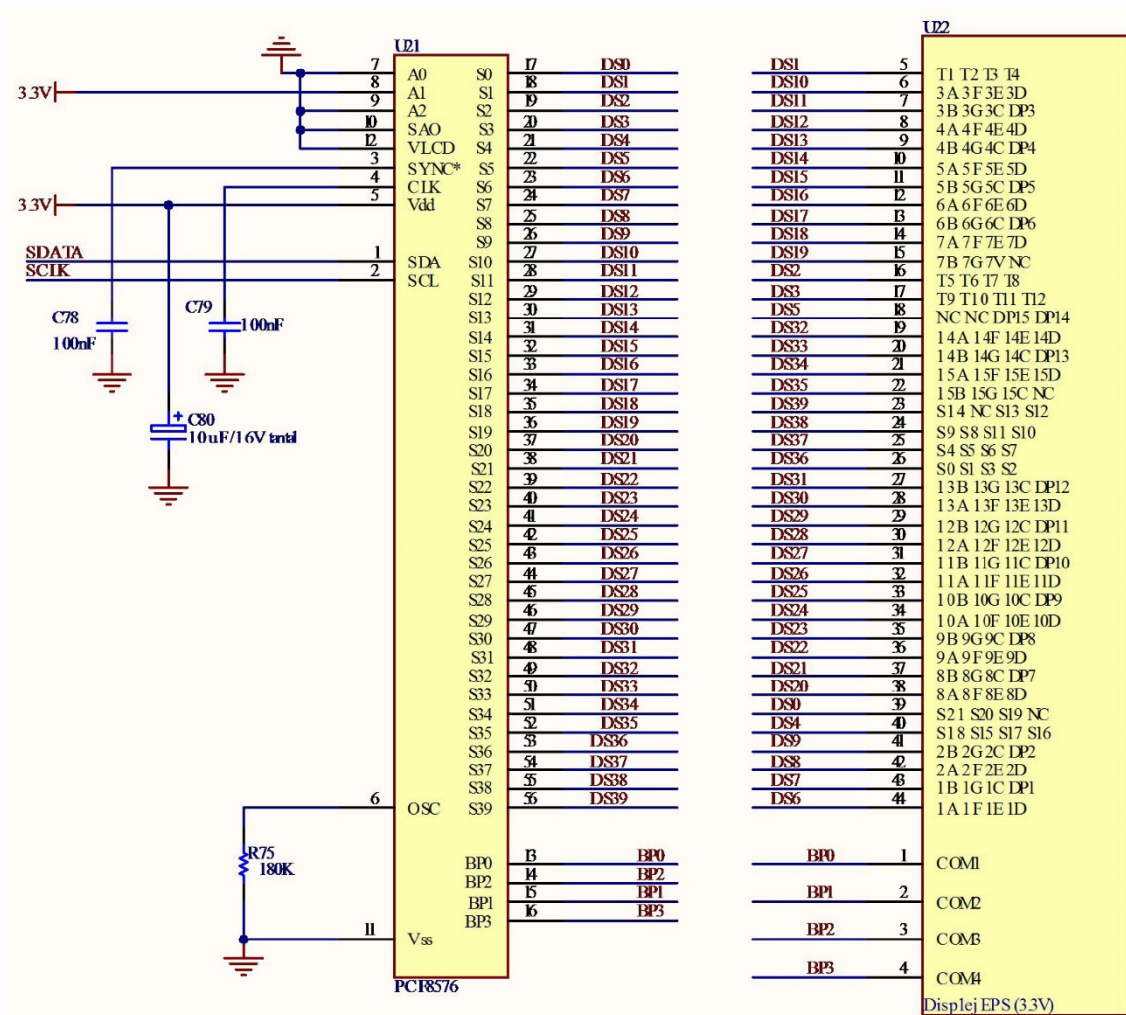 U21
U22
7 A0 S0 17 DS0 DS1 5 T1 T2 T3 T4
3.3V 8 A1 S1 18 DS1 DS10 6 3A 3F 3E 3D
9 A2 S2 19 DS2 DS11 7 3B 3G 3C DP3
10 SAO S3 20 DS3 DS12 8 4A 4F 4E 4D
12 VLCD S4 21 DS4 DS13 9 4B 4G 4C DP4
3 SYNC* S5 22 DS5 DS14 10 5A 5F 5E 5D
4 CLK S6 23 DS6 DS15 11 5B 5G 5C DP5
3.3V 5 Vdd S7 24 DS7 DS16 12 6A 6F 6E 6D
S8 25 DS8 DS17 13 6B 6G 6C DP6
S9 26 DS9 DS18 14 7A 7F 7E 7D
SDATA 1 SDA S10 27 DS10 DS19 15 7B 7G 7V NC
SCLK 2 SCL S11 28 DS11 DS2 16 T5 T6 T7 T8
S12 29 DS12 DS3 17 T9 T10 T11 T12
C78 C79 S13 30 DS13 DS5 18 NC NC DP15 DP14
100nF 100nF S14 31 DS14 DS32 19 14A 14F 14E 14D
S15 32 DS15 DS33 20 14B 14G 14C DP13
S16 33 DS16 DS34 21 15A 15F 15E 15D
S17 34 DS17 DS35 22 15B 15G 15C NC
S18 35 DS18 DS39 23 S14 NC S13 S12
+ C80 S19 36 DS19 DS38 24 S9 S8 S11 S10
10uF/16V tantal S20 37 DS20 DS37 25 S4 S5 S6 S7
S21 38 DS21 DS36 26 S0 S1 S3 S2
S22 39 DS22 DS31 27 13B 13G 13C DP12
S23 40 DS23 DS30 28 13A 13F 13E 13D
S24 41 DS24 DS29 29 12B 12G 12C DP11
S25 42 DS25 DS28 30 12A 12F 12E 12D
S26 43 DS26 DS27 31 11B 11G 11C DP10
S27 44 DS27 DS26 32 11A 11F 11E 11D
S28 45 DS28 DS25 33 10B 10G 10C DP9
S29 46 DS29 DS24 34 10A 10F 10E 10D
S30 47 DS30 DS23 35 9B 9G 9C DP8
S31 48 DS31 DS22 36 9A 9F 9E 9D
S32 49 DS32 DS21 37 8B 8G 8C DP7
S33 50 DS33 DS20 38 8A 8F 8E 8D
S34 51 DS34 DS0 39 S21 S20 S19 NC
S35 52 DS35 DS4 40 S18 S15 S17 S16
S36 53 DS36 DS9 41 2B 2G 2C DP2
S37 54 DS37 DS8 42 2A 2F 2E 2D
S38 55 DS38 DS7 43 1B 1G 1C DP1
6 OSC S39 56 DS39 DS6 44 1A 1F 1E 1D
R75
180K
BP0 13 BP0 BP0 1 COM1
BP2 14 BP2
BP1 15 BP1 BP1 2 COM2
BP3 16 BP3
11 Vss BP2 3 COM3
BP3 4 COM4
PCF8576
Displej EPS (3.3V)